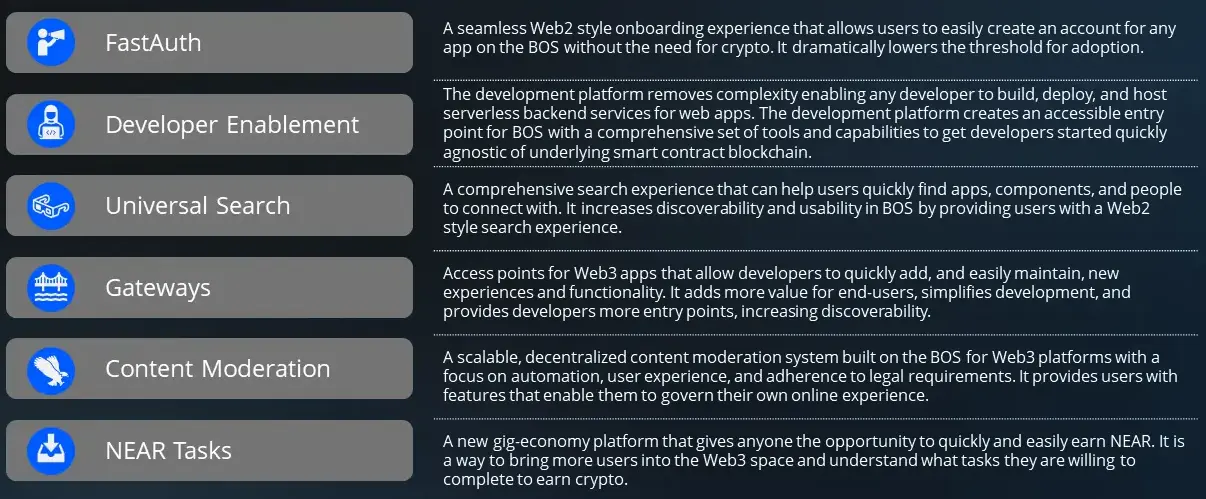 FastAuth
A seamless Web2 style onboarding experience that allows users to easily create an account for any
app on the BOS without the need for crypto. It dramatically lowers the threshold for adoption.
Developer Enablement
The development platform removes complexity enabling any developer to build, deploy, and host
serverless backend services for web apps. The development platform creates an accessible entry
point for BOS with a comprehensive set of tools and capabilities to get developers started quickly
agnostic of underlying smart contract blockchain.
Universal Search
A comprehensive search experience that can help users quickly find apps, components, and people
to connect with. It increases discoverability and usability in BOS by providing users with a Web2
style search experience.
Gateways
Access points for Web3 apps that allow developers to quickly add, and easily maintain, new
experiences and functionality. It adds more value for end-users, simplifies development, and
provides developers more entry points, increasing discoverability.
Content Moderation
A scalable, decentralized content moderation system built on the BOS for Web3 platforms with a
focus on automation, user experience, and adherence to legal requirements. It provides users with
features that enable them to govern their own online experience.
NEAR Tasks
A new gig-economy platform that gives anyone the opportunity to quickly and easily earn NEAR. It is
a way to bring more users into the Web3 space and understand what tasks they are willing to
complete to earn crypto.